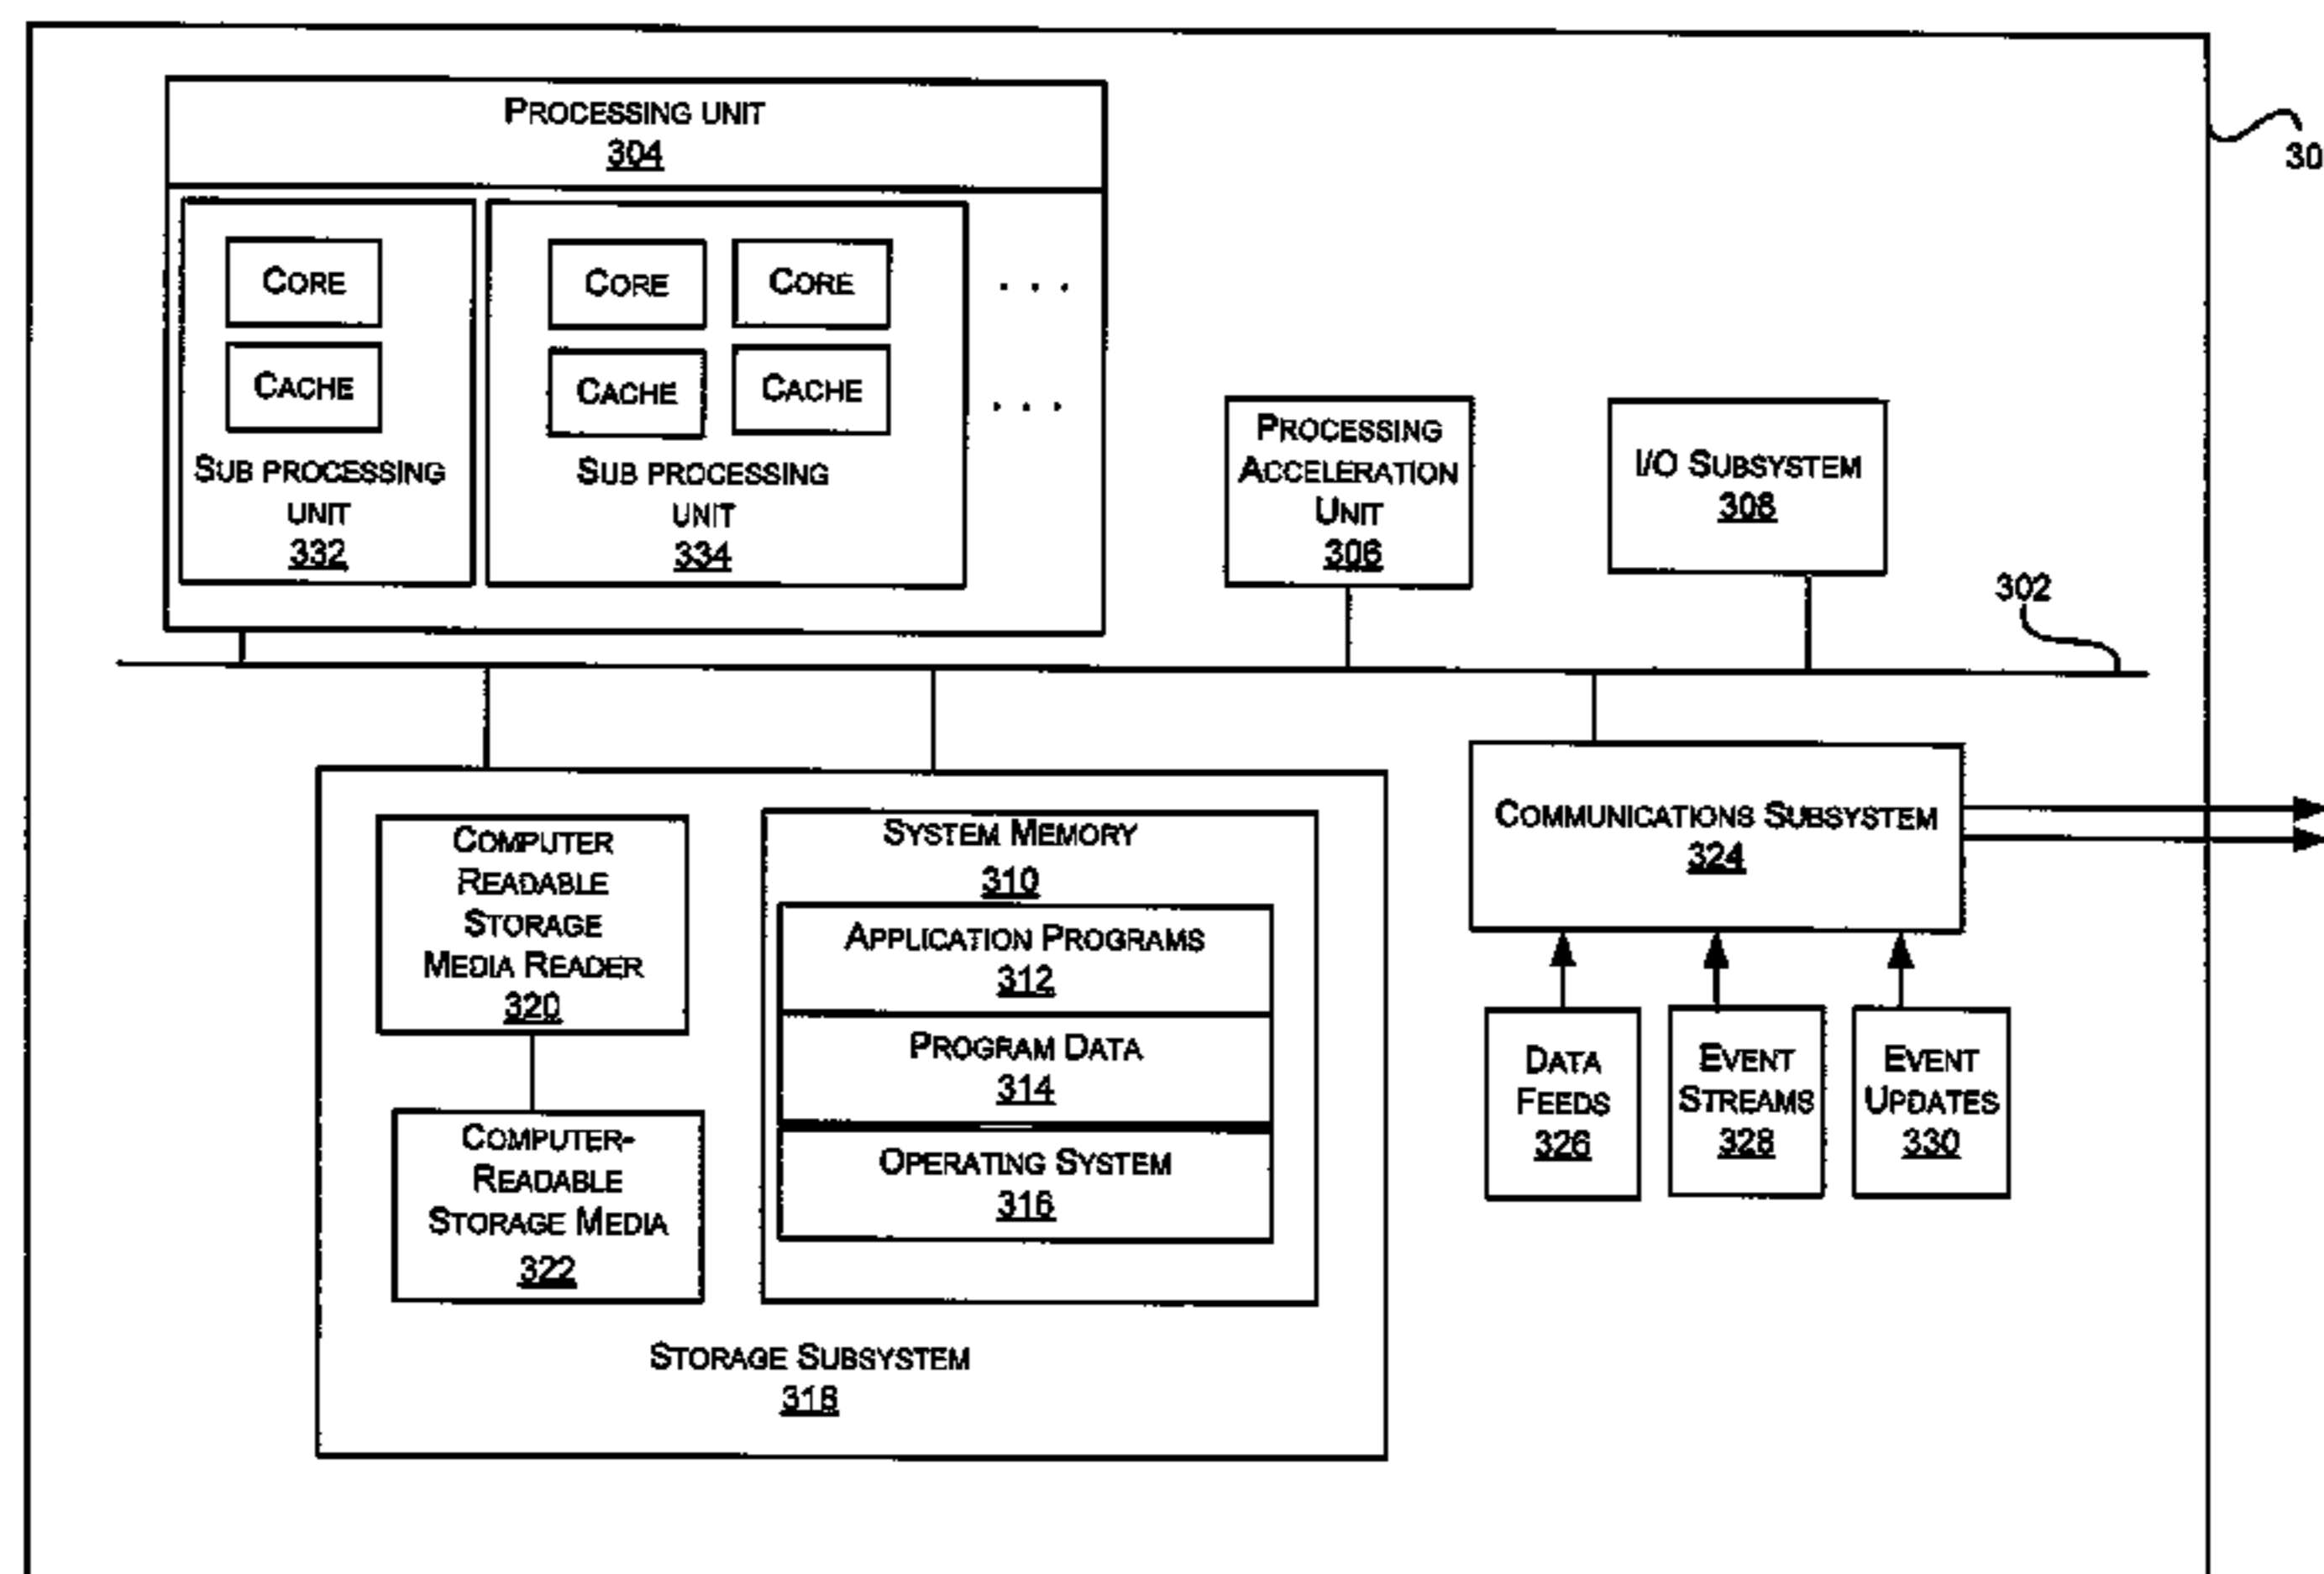 PROCESSING UNIT
304
30
CORE
CACHE
SUB PROCESSING
UNIT
332
CORE
CORE
CACHE
CACHE
SUB PROCESSING
UNIT
334
. . .
. . .
PROCESSING
ACCELERATION
UNIT
306
I/O SUBSYSTEM
308
302
COMPUTER
READABLE
STORAGE
MEDIA READER
320
COMPUTER-
READABLE
STORAGE MEDIA
322
SYSTEM MEMORY
310
APPLICATION PROGRAMS
312
PROGRAM DATA
314
OPERATING SYSTEM
316
STORAGE SUBSYSTEM
318
COMMUNICATIONS SUBSYSTEM
324
DATA
FEEDS
326
EVENT
STREAMS
328
EVENT
UPDATES
330